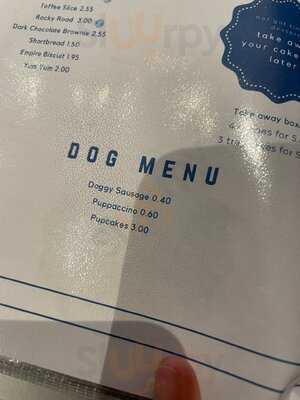 Toffee Slice 2.55
Rocky Road 3.00
Dark Chocolate Brownie 2.55
Shortbread 1.50
Empire Biscuit 1.95
Yum Yum 2.00
take
your cake
later
Take away box
DOG MENU
Doggy Sausage 0.40
Puppaccino 0.60
Pupcakes 3.00
sluurpy
sluurpy